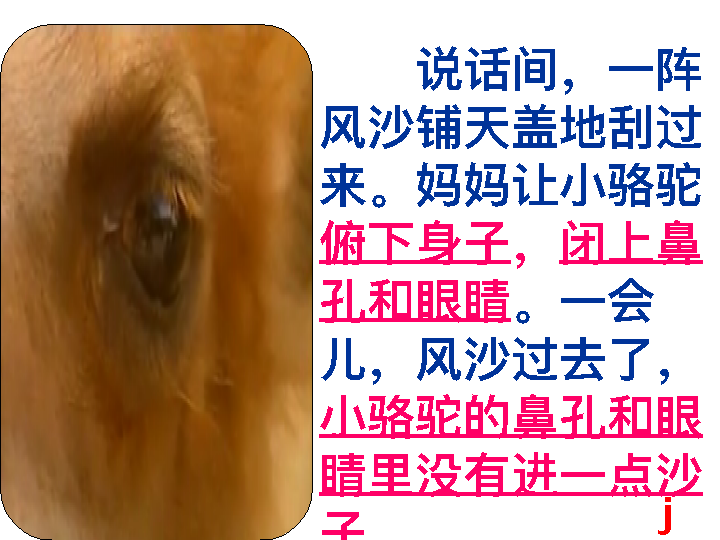 说话间，一阵
风沙铺天盖地刮过
来。妈妈让小骆驼
俯下身子，闭上鼻
孔和眼睛。一会
儿，风沙过去了，
小骆驼的鼻孔和眼
睛里没有进一点沙
子
j